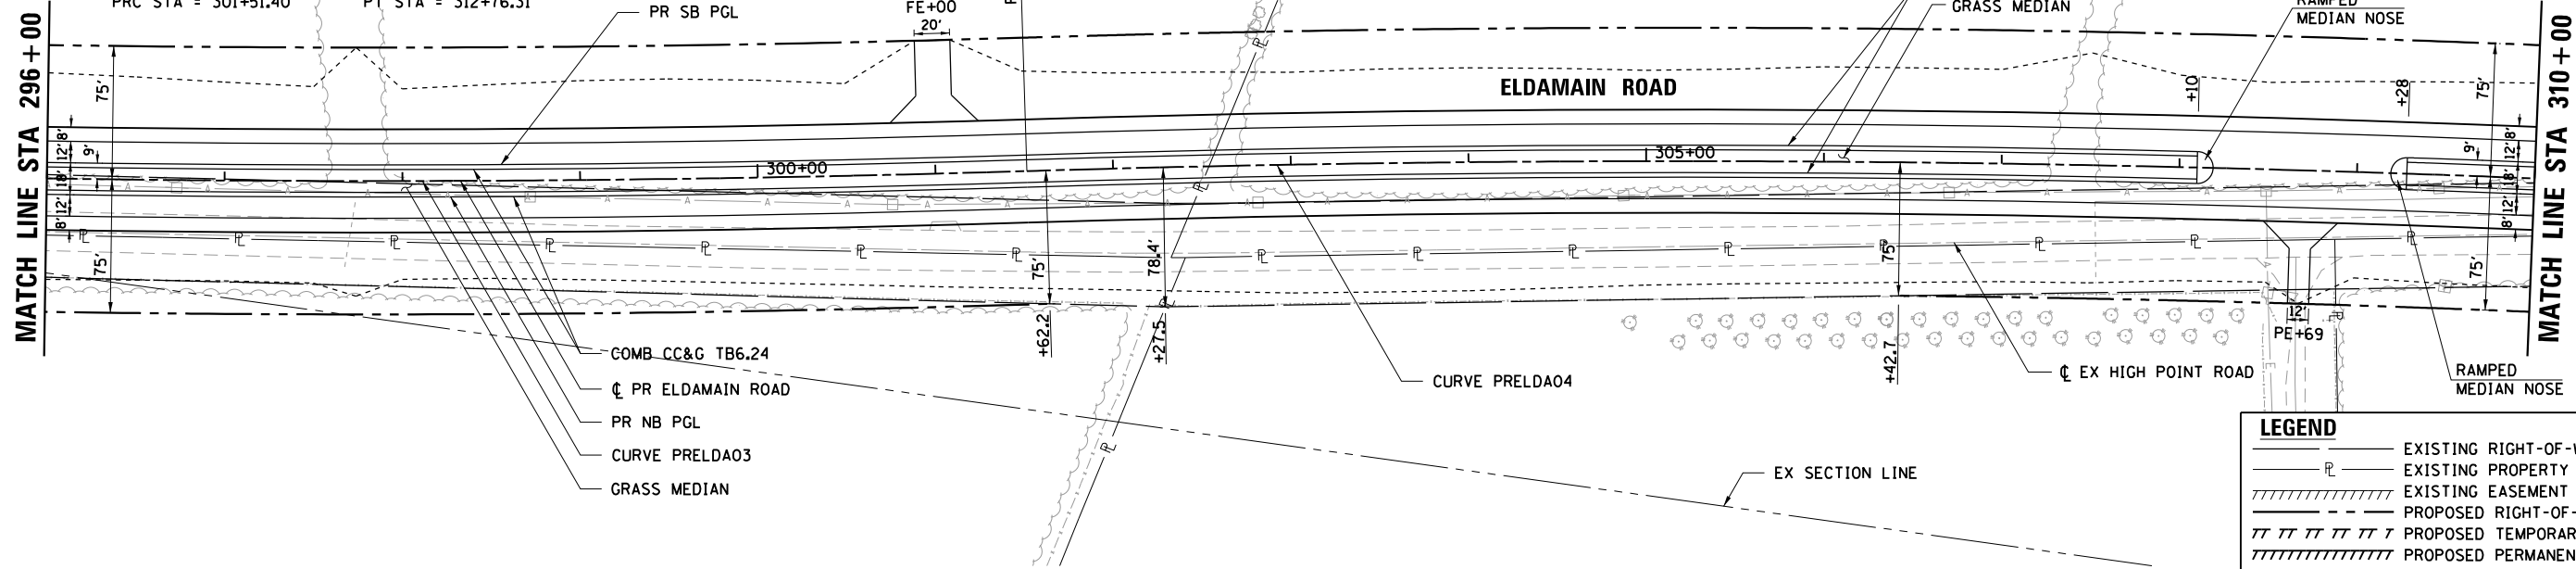 PRC STA = 301+51.40
PT STA = 312+76.31
PR SB PGL
FE+00
20'
GRASS MEDIAN
RAMPED
MEDIAN NOSE
MATCH LINE STA 296+00
MATCH LINE STA 310+00
ELDAMAIN ROAD
75'
8'
12'
9'
18'
12'
8'
75'
300+00
305+00
+10
+28
75'
8'
12'
9'
18'
12'
8'
75'
75'
78.4'
75'
+62.2
+27.5
+42.7
12'
PE+69
COMB CC&G TB6.24
℄ PR ELDAMAIN ROAD
PR NB PGL
CURVE PRELDA03
GRASS MEDIAN
CURVE PRELDA04
℄ EX HIGH POINT ROAD
RAMPED
MEDIAN NOSE
EX SECTION LINE
LEGEND
EXISTING RIGHT-OF-
PL EXISTING PROPERTY
EXISTING EASEMENT
PROPOSED RIGHT-OF-
PROPOSED TEMPORAR
PROPOSED PERMANEN